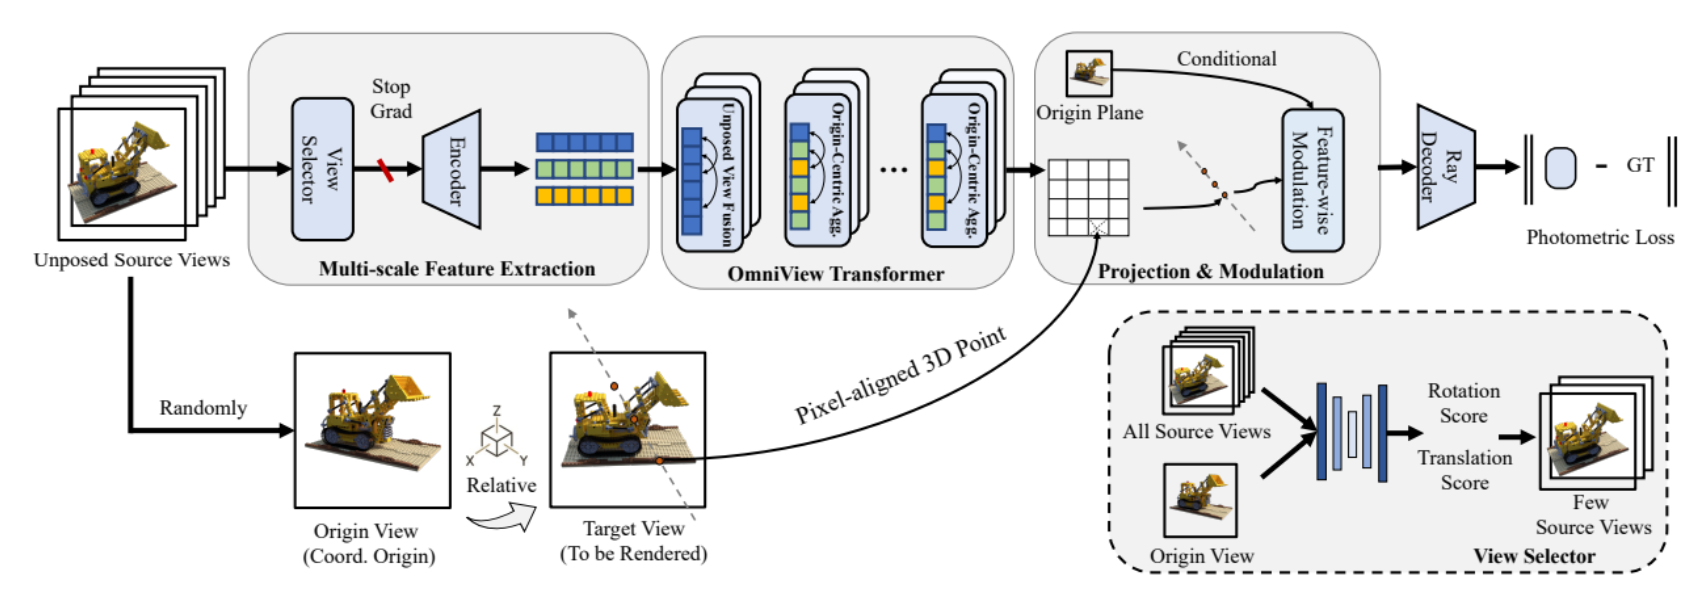 Unposed Source Views
View
Selector
Stop
Grad
Encoder
Multi-scale Feature Extraction
Unposed View Fusion
Origin-Centric Agg.
...
Origin-Centric Agg.
OmniView Transformer
Origin Plane
Conditional
Feature-wise
Modulation
Projection & Modulation
Ray
Decoder
- GT
Photometric Loss
Randomly
Origin View
(Coord. Origin)
Z
X
Y
Relative
Target View
(To be Rendered)
Pixel-aligned 3D Point
All Source Views
Origin View
Rotation
Score
Translation
Score
Few
Source Views
View Selector